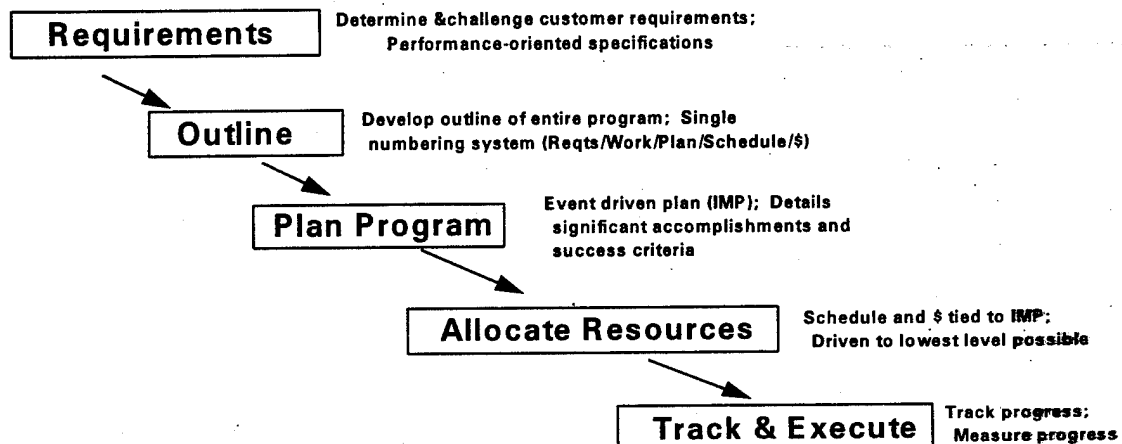 Requirements
Determine &challenge customer requirements;
Performance-oriented specifications
Outline
Develop outline of entire program; Single
numbering system (Reqts/Work/Plan/Schedule/$)
Plan Program
Event driven plan (IMP); Details
significant accomplishments and
success criteria
Allocate Resources
Schedule and $ tied to IMP;
Driven to lowest level possible
Track & Execute
Track progress;
Measure progress